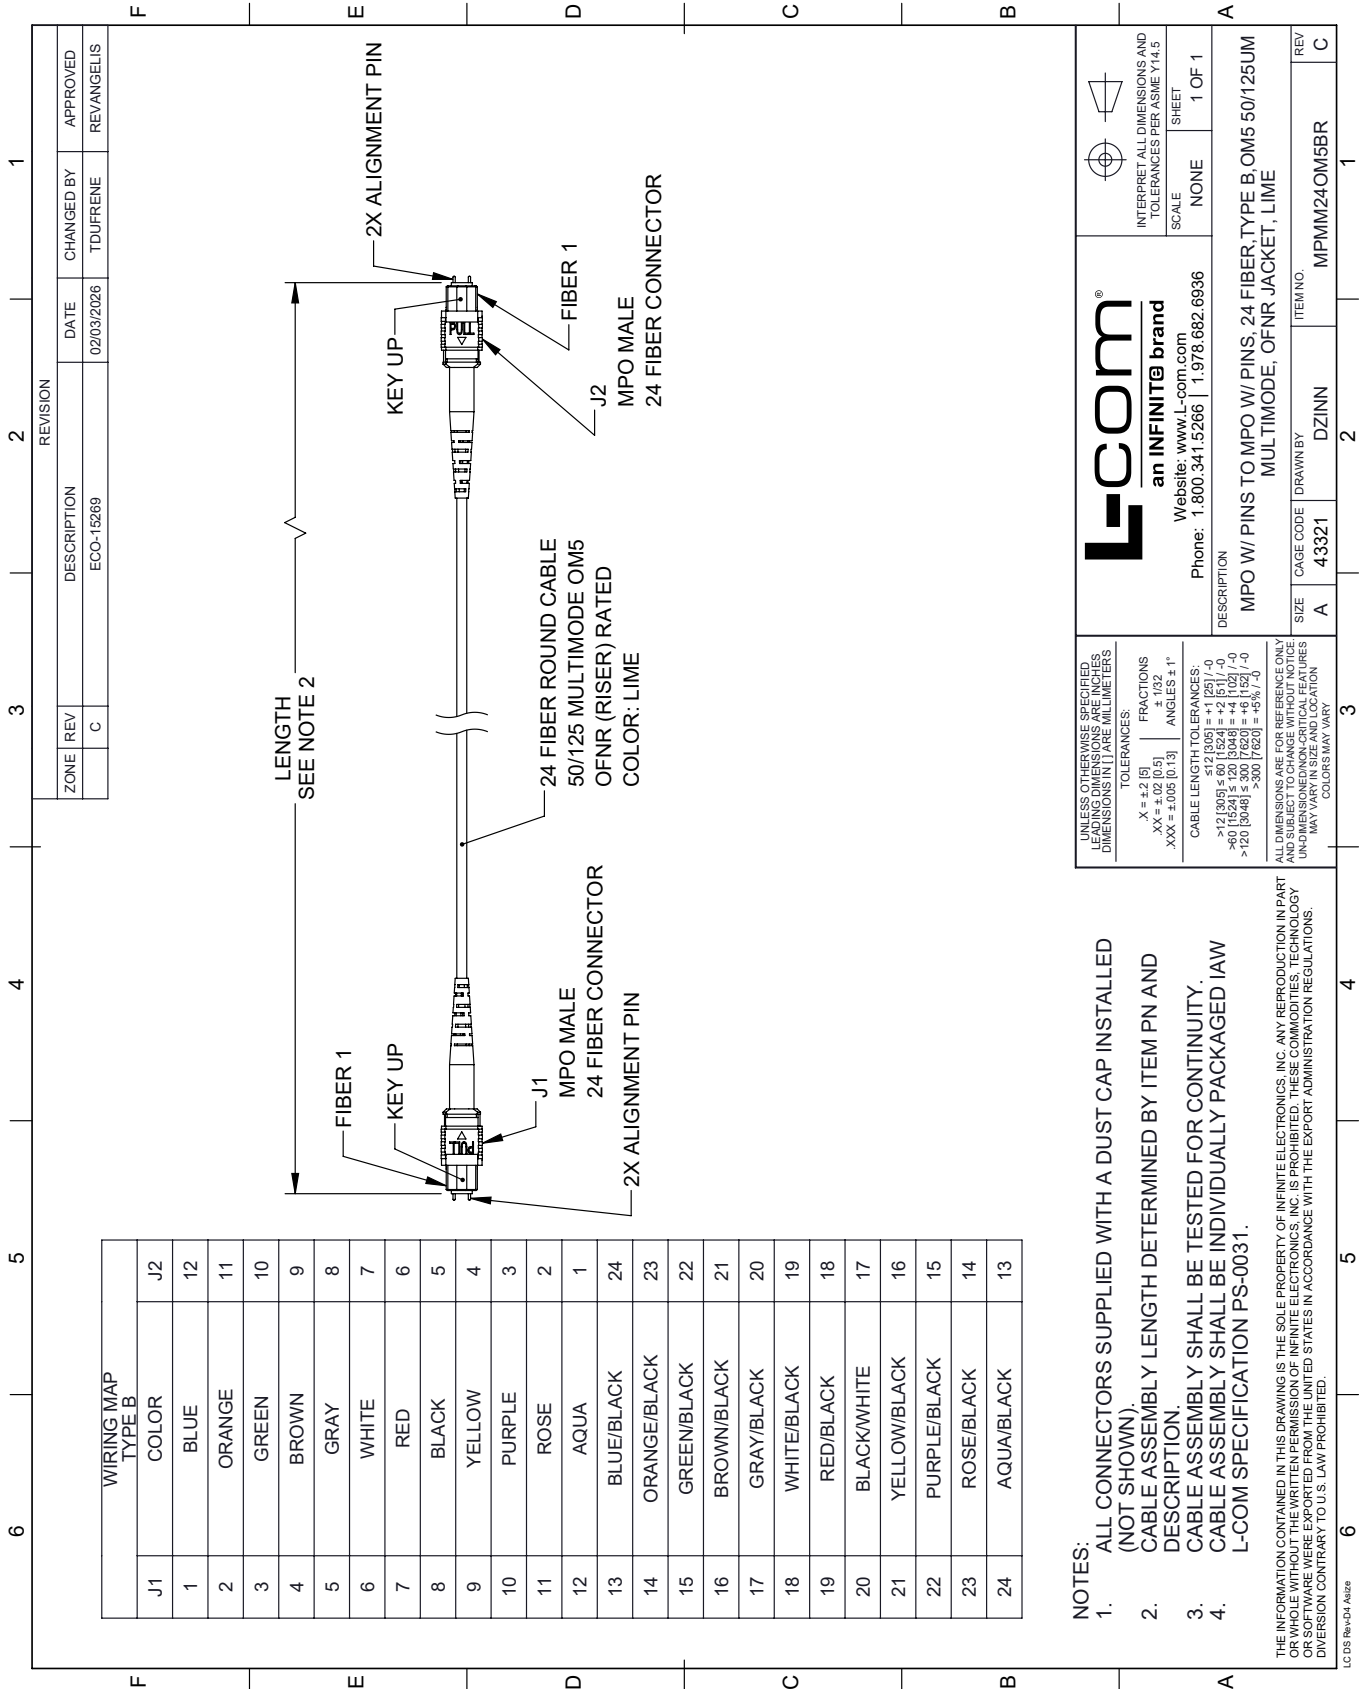 6
5
4
3
2
1
REVISION
ZONE REV DESCRIPTION DATE CHANGED BY APPROVED
C ECO-15269 02/03/2026 TDUFRENE REVANGELIS
F
E
D
C
B
A
F
E
D
C
B
A
WIRING MAP
TYPE B
J1 COLOR J2
1 BLUE 12
2 ORANGE 11
3 GREEN 10
4 BROWN 9
5 GRAY 8
6 WHITE 7
7 RED 6
8 BLACK 5
9 YELLOW 4
10 PURPLE 3
11 ROSE 2
12 AQUA 1
13 BLUE/BLACK 24
14 ORANGE/BLACK 23
15 GREEN/BLACK 22
16 BROWN/BLACK 21
17 GRAY/BLACK 20
18 WHITE/BLACK 19
19 RED/BLACK 18
20 BLACK/WHITE 17
21 YELLOW/BLACK 16
22 PURPLE/BLACK 15
23 ROSE/BLACK 14
24 AQUA/BLACK 13
LENGTH
SEE NOTE 2
FIBER 1
KEY UP
PULL
J1
MPO MALE
24 FIBER CONNECTOR
2X ALIGNMENT PIN
24 FIBER ROUND CABLE
50/125 MULTIMODE OM5
OFNR (RISER) RATED
COLOR: LIME
KEY UP
2X ALIGNMENT PIN
PULL
FIBER 1
J2
MPO MALE
24 FIBER CONNECTOR
NOTES:
1. ALL CONNECTORS SUPPLIED WITH A DUST CAP INSTALLED
(NOT SHOWN).
2. CABLE ASSEMBLY LENGTH DETERMINED BY ITEM PN AND
DESCRIPTION.
3. CABLE ASSEMBLY SHALL BE TESTED FOR CONTINUITY.
4. CABLE ASSEMBLY SHALL BE INDIVIDUALLY PACKAGED IAW
L-COM SPECIFICATION PS-0031.
THE INFORMATION CONTAINED IN THIS DRAWING IS THE SOLE PROPERTY OF INFINITE ELECTRONICS, INC. ANY REPRODUCTION IN PART
OR WHOLE WITHOUT THE WRITTEN PERMISSION OF INFINITE ELECTRONICS, INC. IS PROHIBITED. THESE COMMODITIES, TECHNOLOGY
OR SOFTWARE WERE EXPORTED FROM THE UNITED STATES IN ACCORDANCE WITH THE EXPORT ADMINISTRATION REGULATIONS.
DIVERSION CONTRARY TO U.S. LAW PROHIBITED.
UNLESS OTHERWISE SPECIFIED
LEADING DIMENSIONS ARE INCHES
DIMENSIONS IN [ ] ARE MILLIMETERS
TOLERANCES:
.X = ±.2 [5] FRACTIONS
.XX = ±.02 [0.5] ± 1/32
.XXX = ±.005 [0.13] ANGLES ± 1°
CABLE LENGTH TOLERANCES:
≤12 [305] = +1 [25] / -0
>12 [305] ≤ 60 [1524] = +2 [51] / -0
>60 [1524] ≤ 120 [3048] = +4 [102] / -0
>120 [3048] ≤ 300 [7620] = +6 [152] / -0
>300 [7620] = +5% / -0
ALL DIMENSIONS ARE FOR REFERENCE ONLY
AND SUBJECT TO CHANGE WITHOUT NOTICE.
UN-DIMENSIONED/NON-CRITICAL FEATURES
MAY VARY IN SIZE AND LOCATION
COLORS MAY VARY
L-com®
an INFINIT@ brand
Website: www.L-com.com
Phone: 1.800.341.5266 | 1.978.682.6936
INTERPRET ALL DIMENSIONS AND
TOLERANCES PER ASME Y14.5
SCALE NONE SHEET 1 OF 1
DESCRIPTION
MPO W/ PINS TO MPO W/ PINS, 24 FIBER,TYPE B,OM5 50/125UM
MULTIMODE, OFNR JACKET, LIME
SIZE A CAGE CODE 43321 DRAWN BY DZINN ITEM NO. MPMM24OM5BR REV C
LC DS Rev-D4 Asize
6
5
4
3
2
1